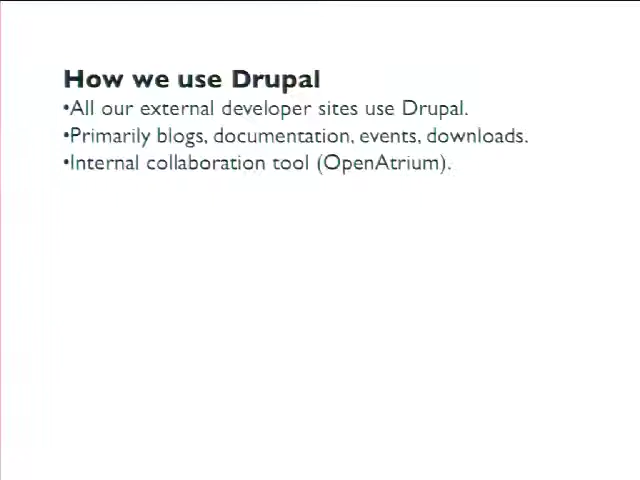 How we use Drupal
•All our external developer sites use Drupal.
•Primarily blogs, documentation, events, downloads.
•Internal collaboration tool (OpenAtrium).